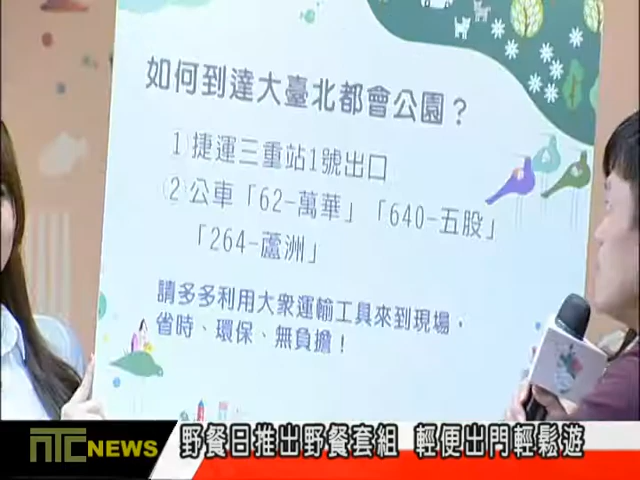 如何到達大臺北都會公園？
1 捷運三重站1號出口
2 公車「62-萬華」「640-五股」
「264-蘆洲」
請多多利用大眾運輸工具來到現場，
省時、環保、無負擔！
NTC NEWS 野餐日推出野餐套組 輕便出門輕鬆遊